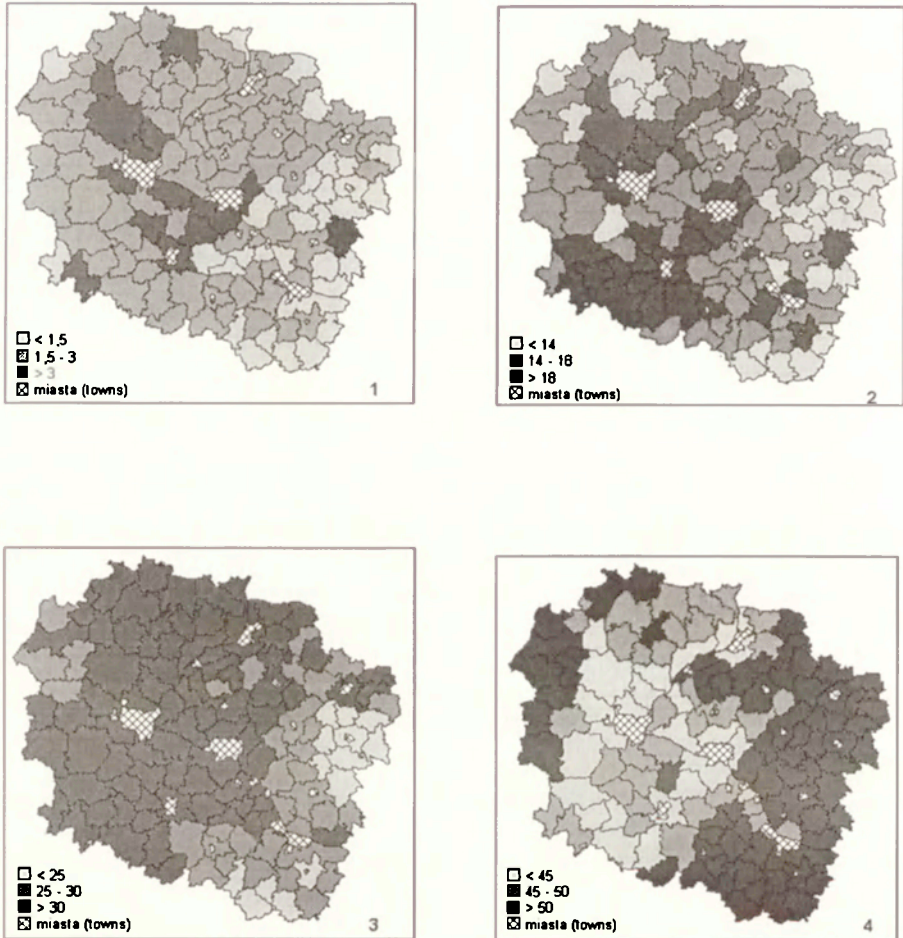 < 1,5
1,5 - 3
> 3
miasta (towns)
1
< 14
14 - 18
> 18
miasta (towns)
2
< 25
25 - 30
> 30
miasta (towns)
3
< 45
45 - 50
> 50
miasta (towns)
4